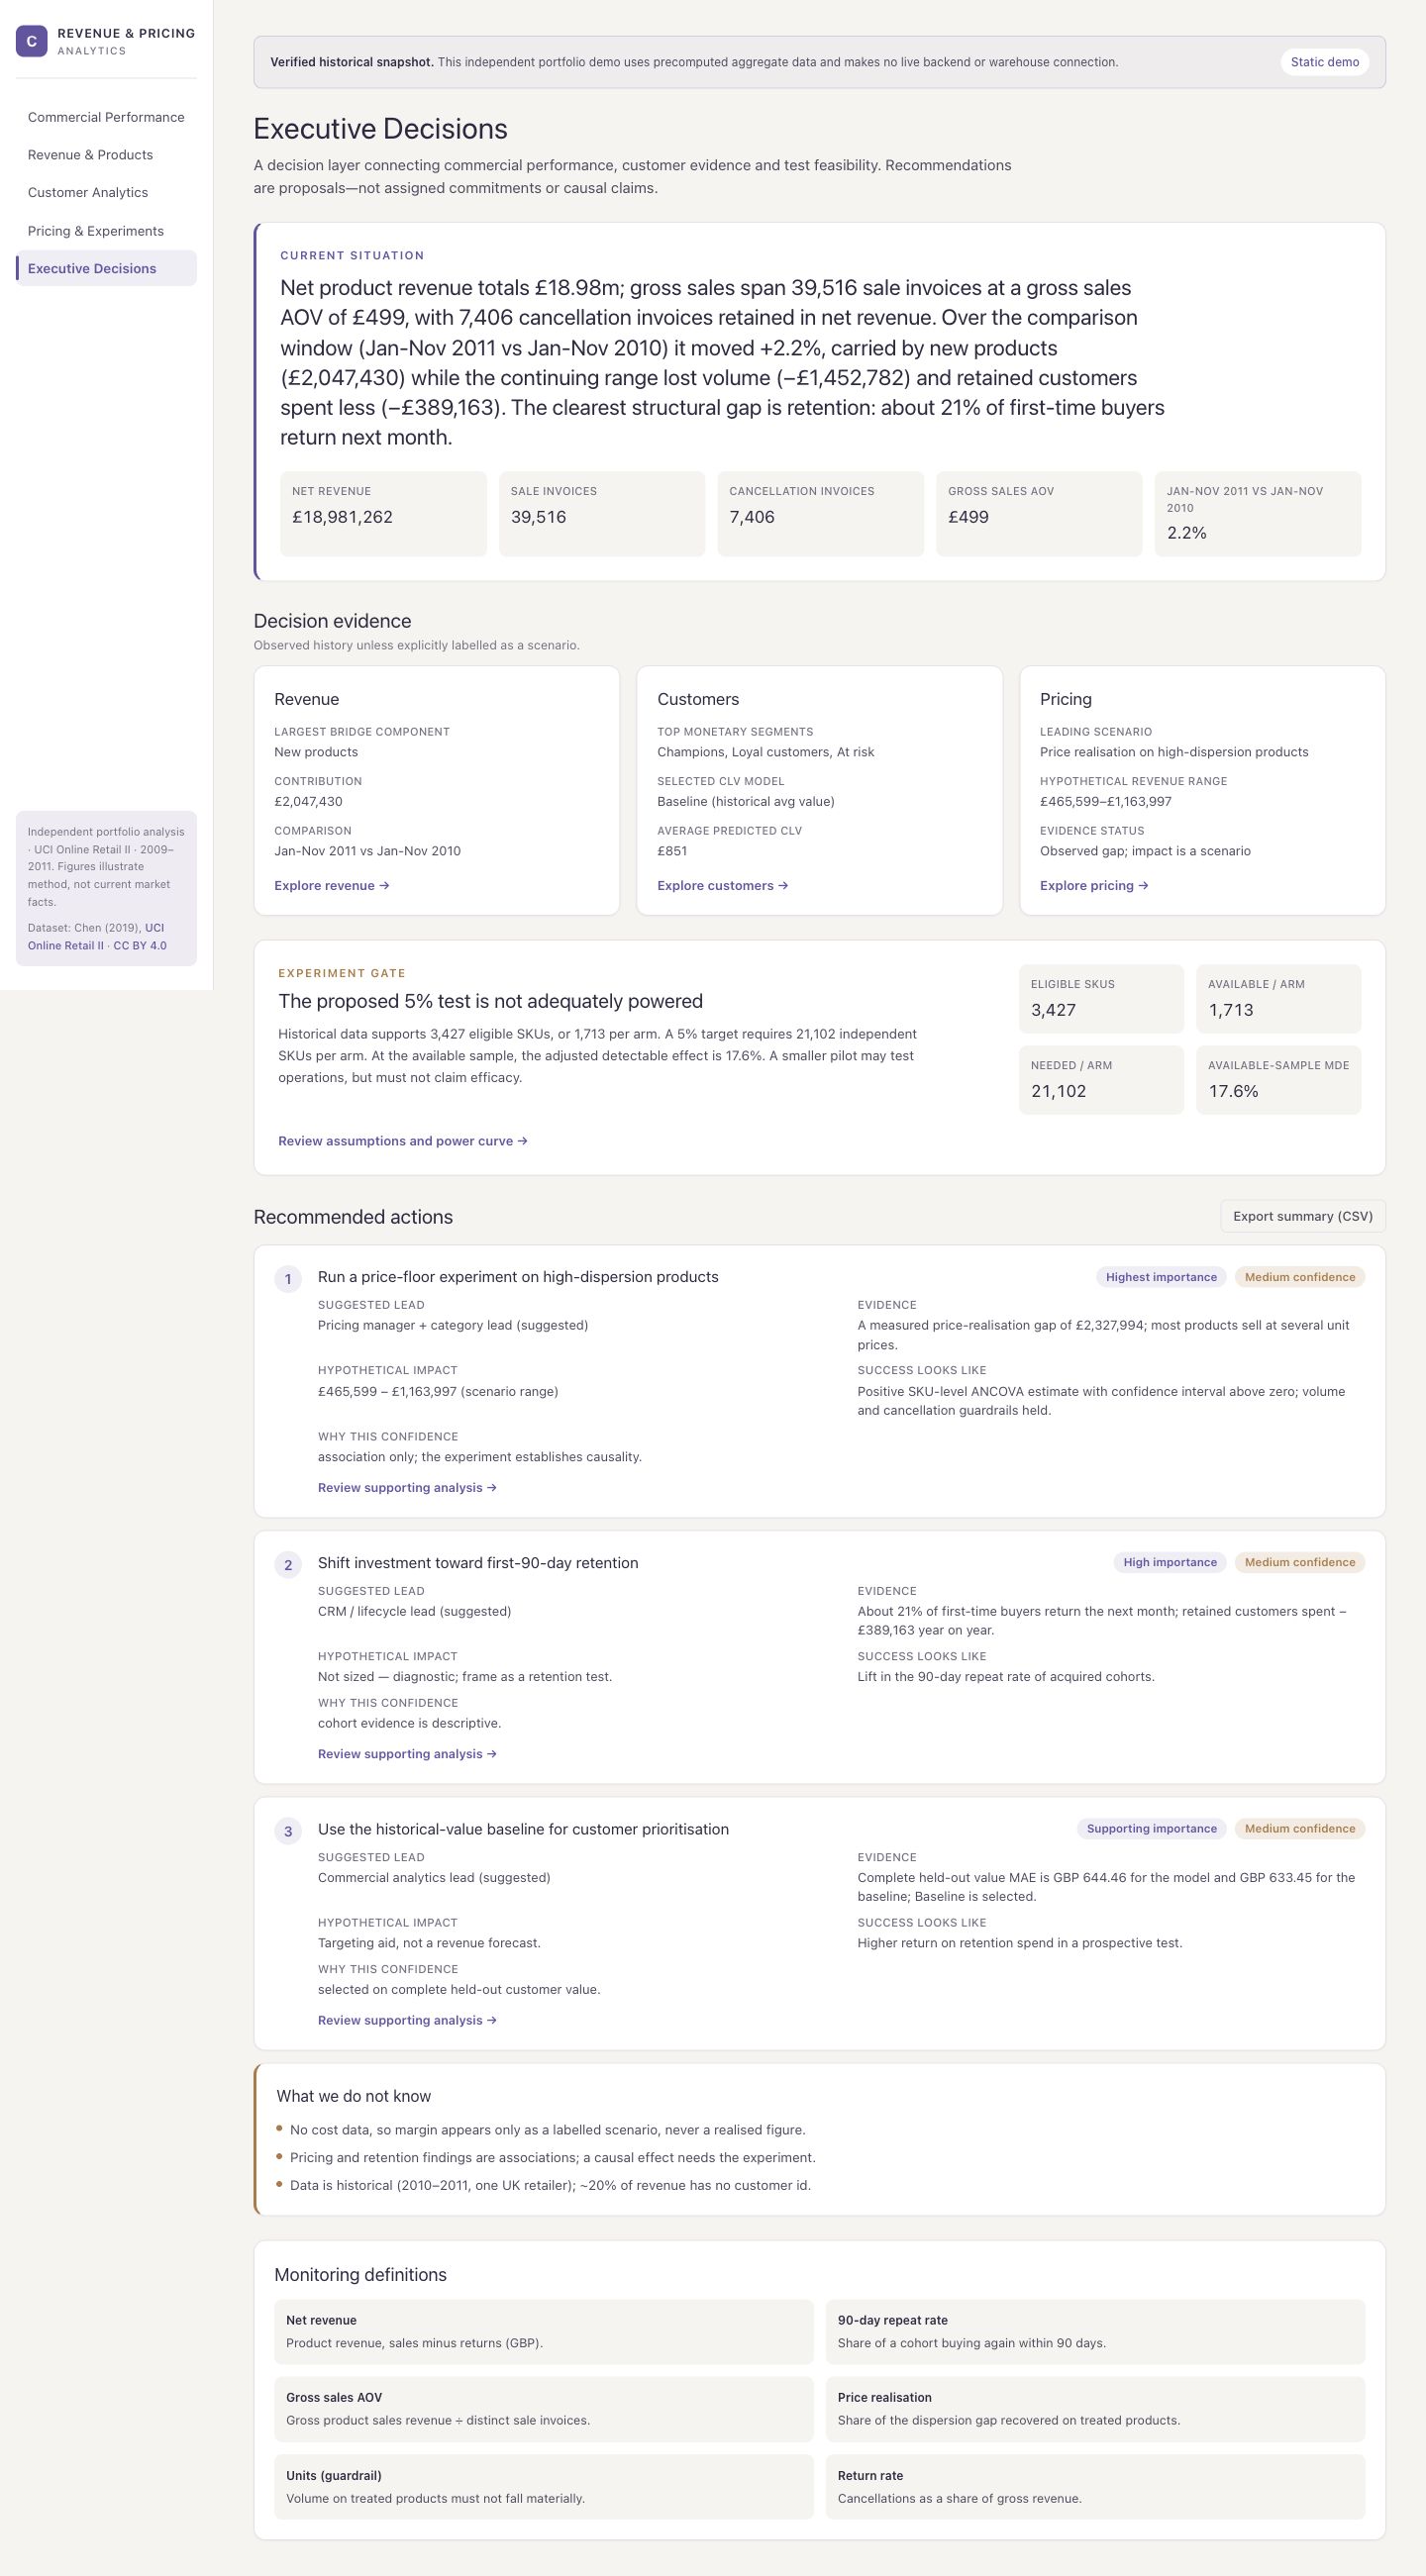 C
REVENUE & PRICING
ANALYTICS
Commercial Performance
Revenue & Products
Customer Analytics
Pricing & Experiments
Executive Decisions
Independent portfolio analysis
· UCI Online Retail II · 2009–
2011. Figures illustrate
method, not current market
facts.
Dataset: Chen (2019), UCI
Online Retail II · CC BY 4.0
Verified historical snapshot. This independent portfolio demo uses precomputed aggregate data and makes no live backend or warehouse connection.
Static demo
Executive Decisions
A decision layer connecting commercial performance, customer evidence and test feasibility. Recommendations
are proposals—not assigned commitments or causal claims.
CURRENT SITUATION
Net product revenue totals £18.98m; gross sales span 39,516 sale invoices at a gross sales
AOV of £499, with 7,406 cancellation invoices retained in net revenue. Over the comparison
window (Jan-Nov 2011 vs Jan-Nov 2010) it moved +2.2%, carried by new products
(£2,047,430) while the continuing range lost volume (−£1,452,782) and retained customers
spent less (−£389,163). The clearest structural gap is retention: about 21% of first-time buyers
return next month.
NET REVENUE
£18,981,262
SALE INVOICES
39,516
CANCELLATION INVOICES
7,406
GROSS SALES AOV
£499
JAN-NOV 2011 VS JAN-NOV
2010
2.2%
Decision evidence
Observed history unless explicitly labelled as a scenario.
Revenue
LARGEST BRIDGE COMPONENT
New products
CONTRIBUTION
£2,047,430
COMPARISON
Jan-Nov 2011 vs Jan-Nov 2010
Explore revenue →
Customers
TOP MONETARY SEGMENTS
Champions, Loyal customers, At risk
SELECTED CLV MODEL
Baseline (historical avg value)
AVERAGE PREDICTED CLV
£851
Explore customers →
Pricing
LEADING SCENARIO
Price realisation on high-dispersion products
HYPOTHETICAL REVENUE RANGE
£465,599–£1,163,997
EVIDENCE STATUS
Observed gap; impact is a scenario
Explore pricing →
EXPERIMENT GATE
The proposed 5% test is not adequately powered
Historical data supports 3,427 eligible SKUs, or 1,713 per arm. A 5% target requires 21,102 independent
SKUs per arm. At the available sample, the adjusted detectable effect is 17.6%. A smaller pilot may test
operations, but must not claim efficacy.
Review assumptions and power curve →
ELIGIBLE SKUS
3,427
AVAILABLE / ARM
1,713
NEEDED / ARM
21,102
AVAILABLE-SAMPLE MDE
17.6%
Recommended actions
Export summary (CSV)
1
Run a price-floor experiment on high-dispersion products
Highest importance
Medium confidence
SUGGESTED LEAD
Pricing manager + category lead (suggested)
EVIDENCE
A measured price-realisation gap of £2,327,994; most products sell at several unit
prices.
HYPOTHETICAL IMPACT
£465,599 – £1,163,997 (scenario range)
SUCCESS LOOKS LIKE
Positive SKU-level ANCOVA estimate with confidence interval above zero; volume
and cancellation guardrails held.
WHY THIS CONFIDENCE
association only; the experiment establishes causality.
Review supporting analysis →
2
Shift investment toward first-90-day retention
High importance
Medium confidence
SUGGESTED LEAD
CRM / lifecycle lead (suggested)
EVIDENCE
About 21% of first-time buyers return the next month; retained customers spent −
£389,163 year on year.
HYPOTHETICAL IMPACT
Not sized — diagnostic; frame as a retention test.
SUCCESS LOOKS LIKE
Lift in the 90-day repeat rate of acquired cohorts.
WHY THIS CONFIDENCE
cohort evidence is descriptive.
Review supporting analysis →
3
Use the historical-value baseline for customer prioritisation
Supporting importance
Medium confidence
SUGGESTED LEAD
Commercial analytics lead (suggested)
EVIDENCE
Complete held-out value MAE is GBP 644.46 for the model and GBP 633.45 for the
baseline; Baseline is selected.
HYPOTHETICAL IMPACT
Targeting aid, not a revenue forecast.
SUCCESS LOOKS LIKE
Higher return on retention spend in a prospective test.
WHY THIS CONFIDENCE
selected on complete held-out customer value.
Review supporting analysis →
What we do not know
• No cost data, so margin appears only as a labelled scenario, never a realised figure.
• Pricing and retention findings are associations; a causal effect needs the experiment.
• Data is historical (2010–2011, one UK retailer); ~20% of revenue has no customer id.
Monitoring definitions
Net revenue
Product revenue, sales minus returns (GBP).
90-day repeat rate
Share of a cohort buying again within 90 days.
Gross sales AOV
Gross product sales revenue ÷ distinct sale invoices.
Price realisation
Share of the dispersion gap recovered on treated products.
Units (guardrail)
Volume on treated products must not fall materially.
Return rate
Cancellations as a share of gross revenue.